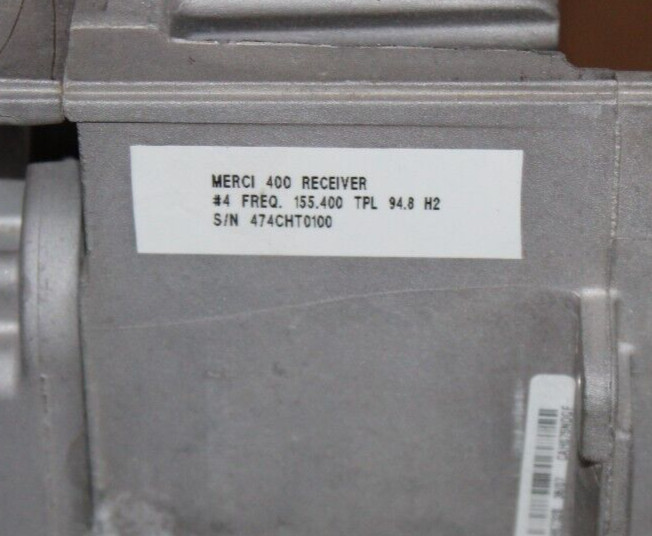 MERCI 400 RECEIVER
#4 FREQ. 155.400 TPL 94.8 H2
S/N 474CHT0100